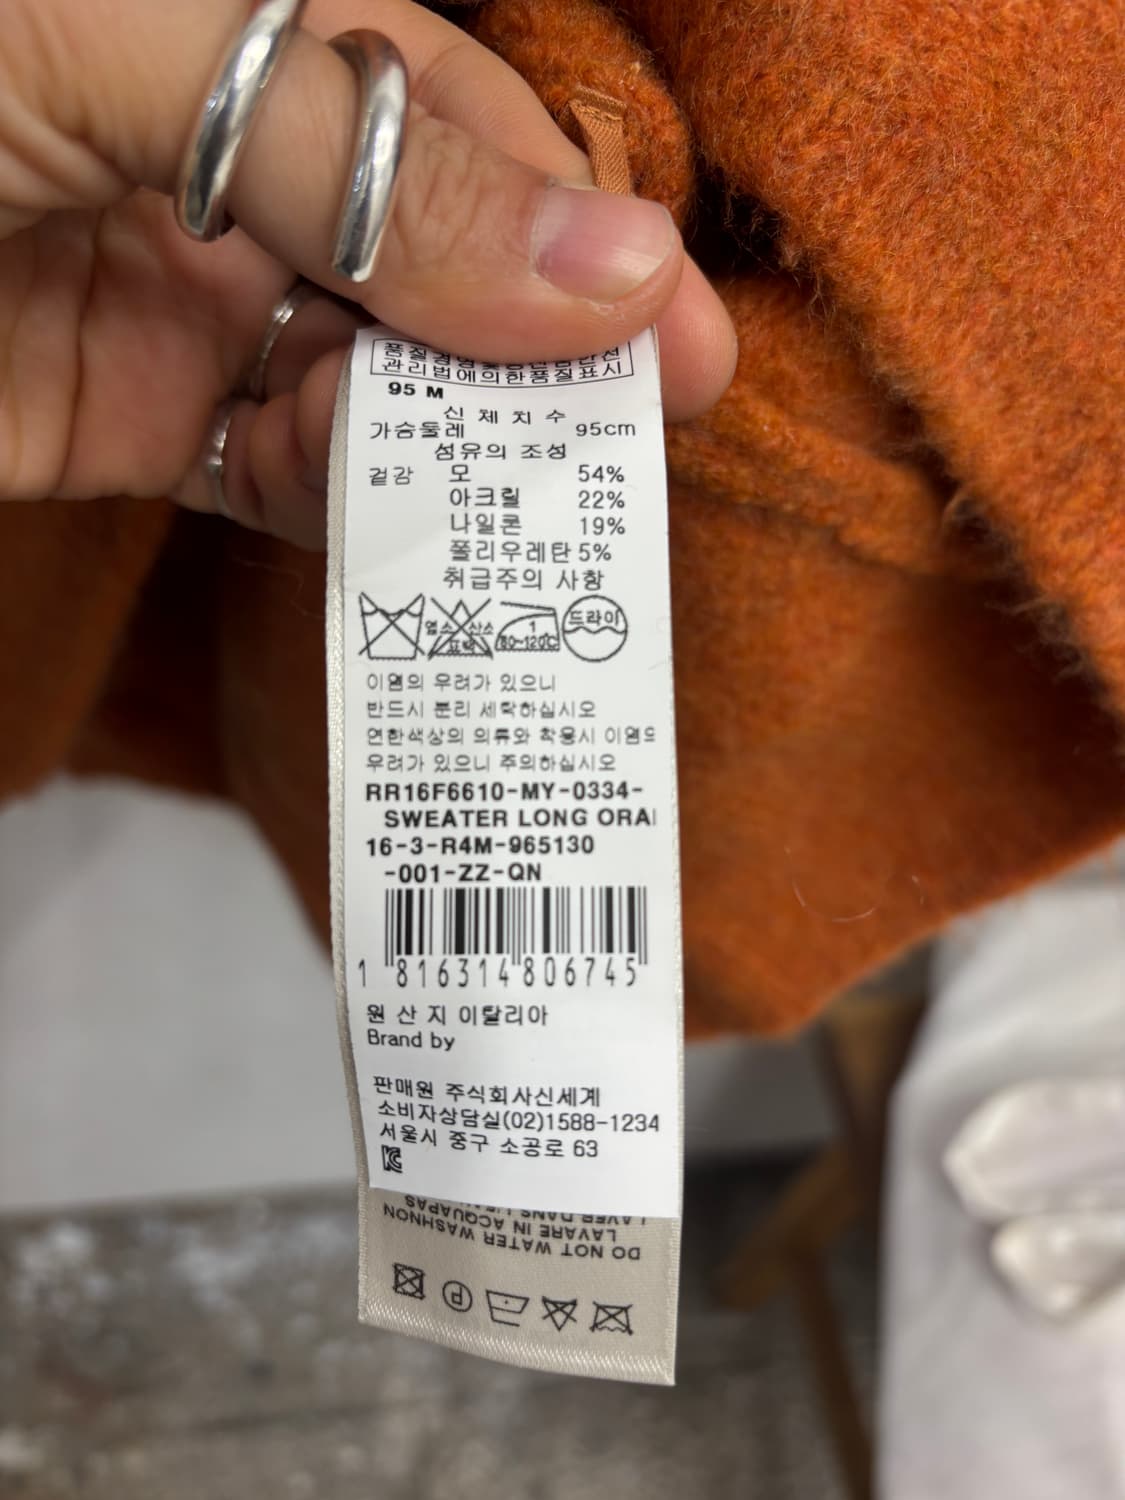 관리법에의한품질표시
95 M
신 체 치 수
가슴둘레 95cm
섬유의 조성
겉감 모 54%
아크릴 22%
나일론 19%
폴리우레탄 5%
취급주의 사항
염소 산소
표백
1
80~120℃
드라이
이염의 우려가 있으니
반드시 분리 세탁하십시오
연한색상의 의류와 착용시 이염의
우려가 있으니 주의하십시오
RR16F6610-MY-0334-
SWEATER LONG ORA
16-3-R4M-965130
-001-ZZ-QN
1 816314 806745
원 산 지 이탈리아
Brand by
판매원 주식회사신세계
소비자상담실(02)1588-1234
서울시 중구 소공로 63
KC
P
DO NOT WATER WASHNON
LAVARE IN ACQUAPAS
LAVER DANS